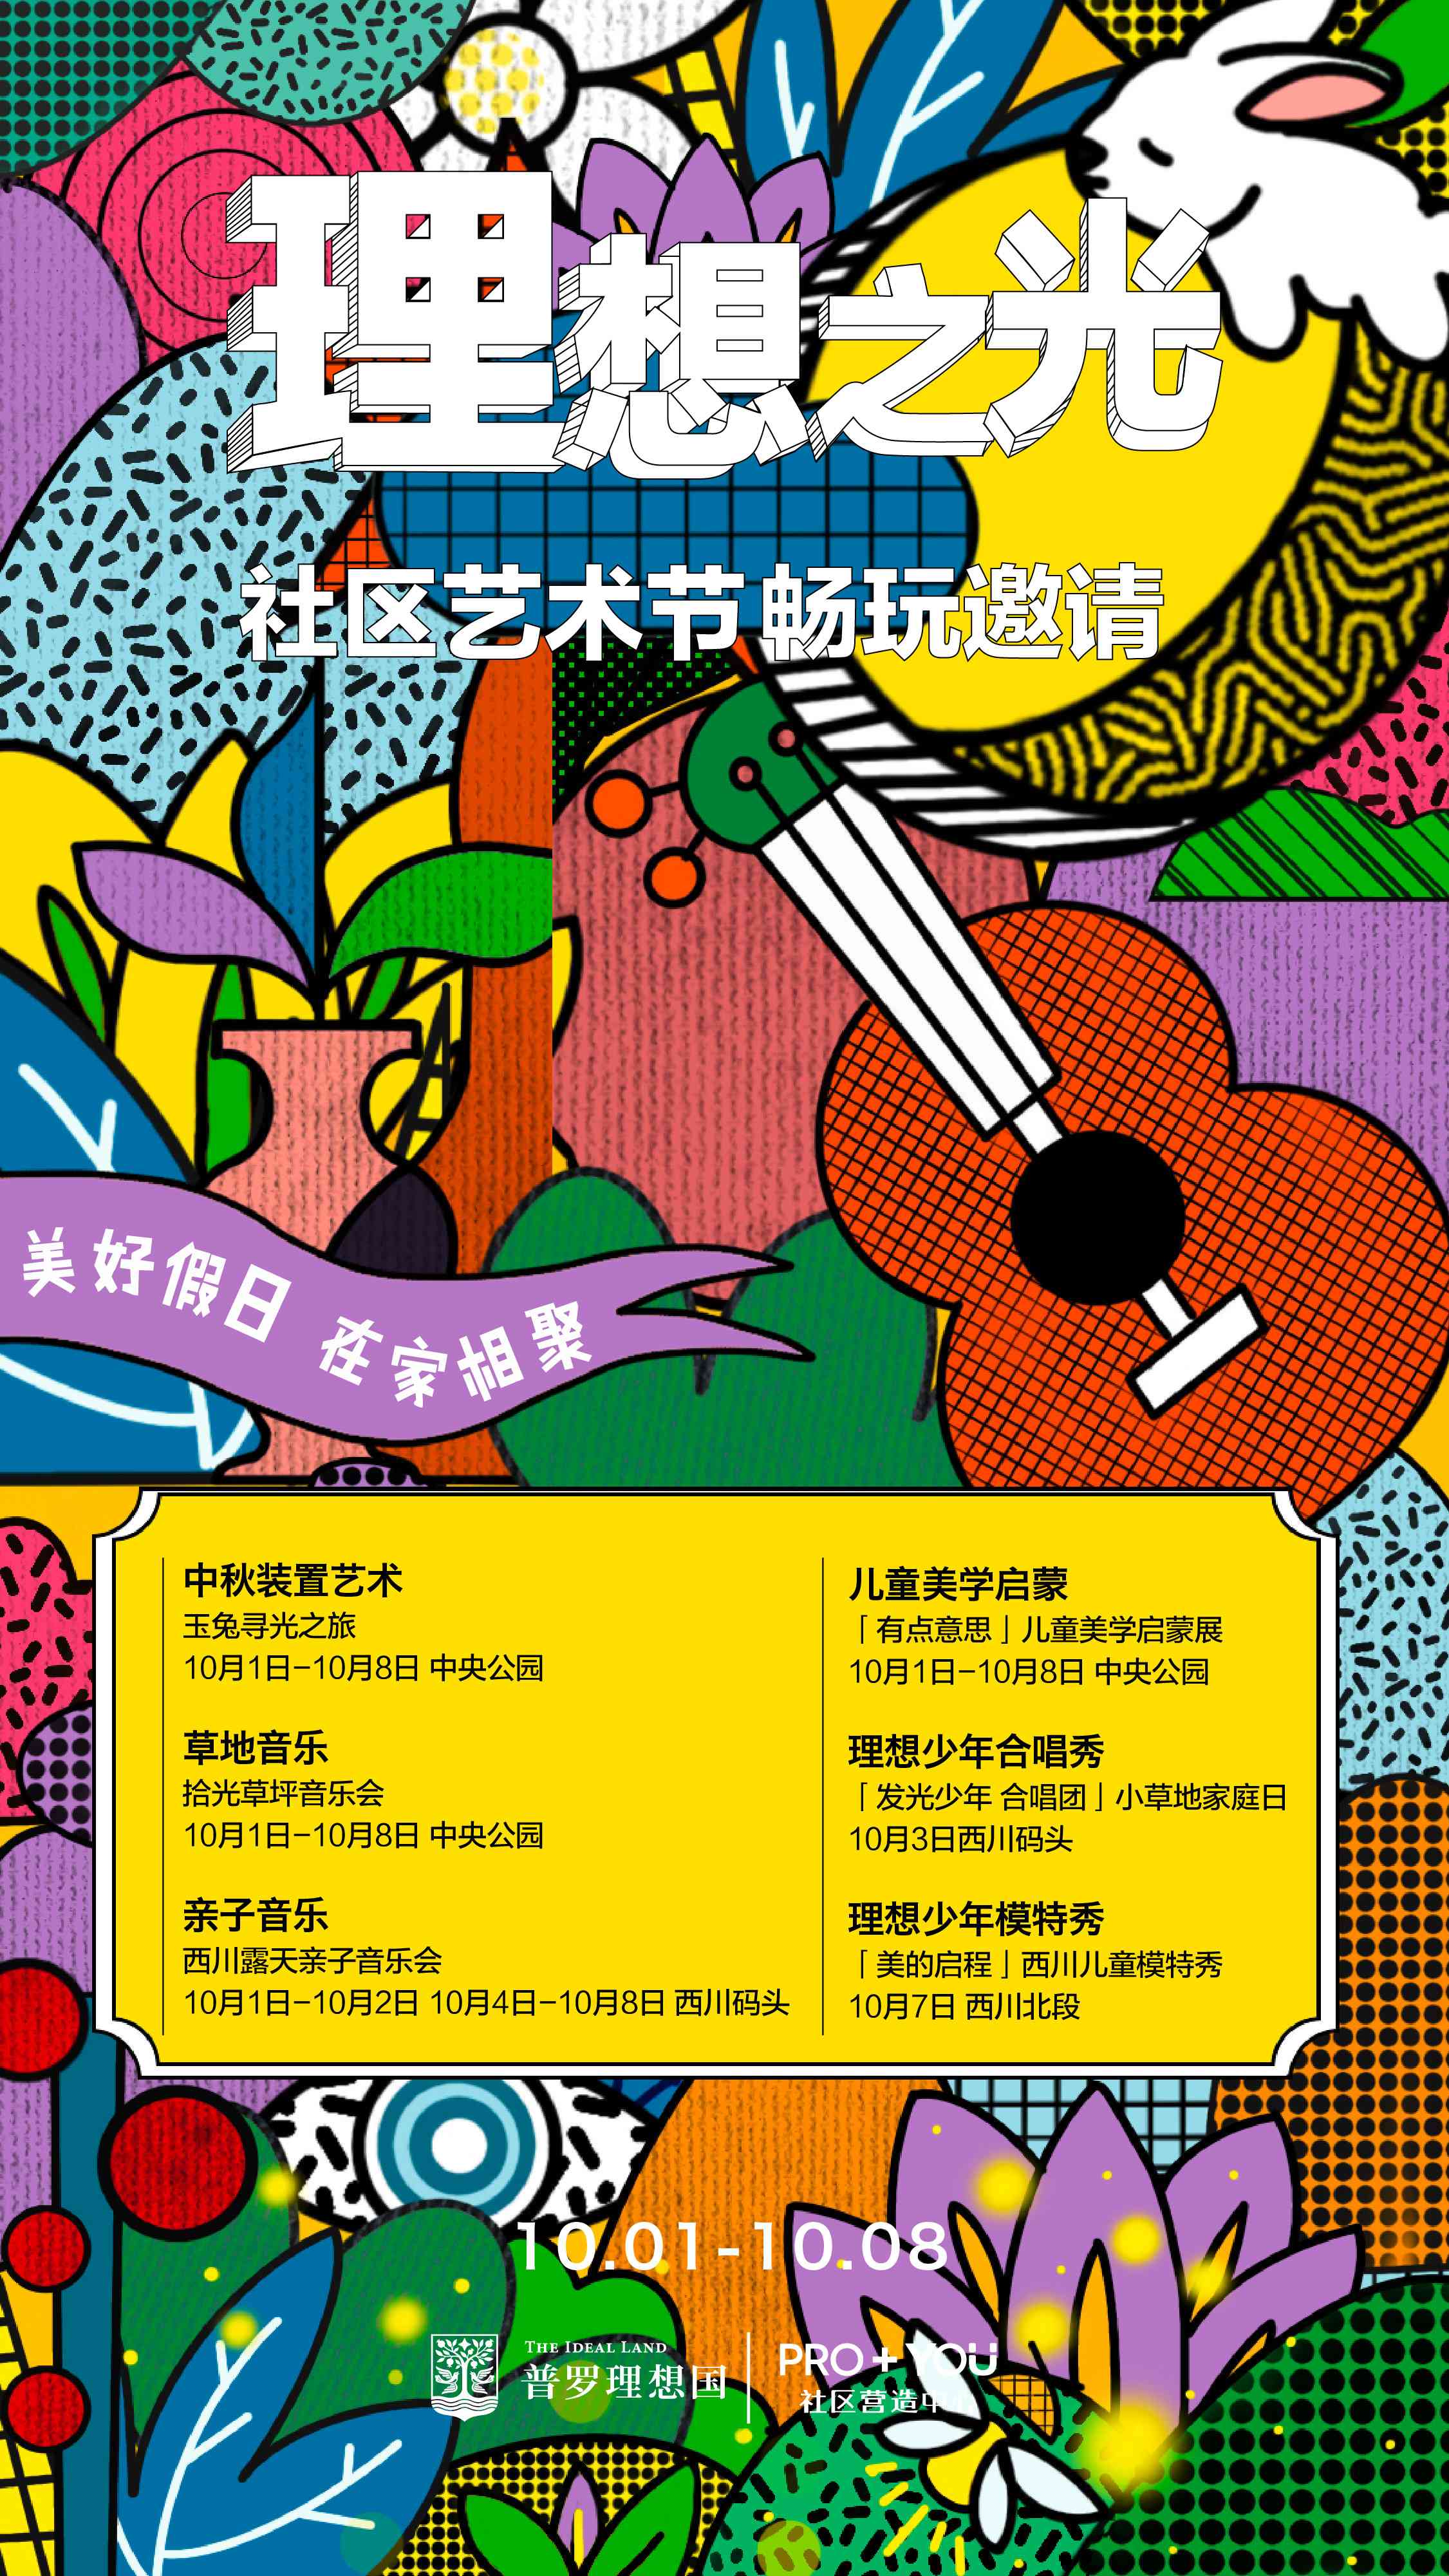 理想之光
社区艺术节 畅玩邀请
美好假日 在家相聚
中秋装置艺术
玉兔寻光之旅
10月1日-10月8日 中央公园
草地音乐
拾光草坪音乐会
10月1日-10月8日 中央公园
亲子音乐
西川露天亲子音乐会
10月1日-10月2日 10月4日-10月8日 西川码头
儿童美学启蒙
「有点意思」儿童美学启蒙展
10月1日-10月8日 中央公园
理想少年合唱秀
「发光少年 合唱团」小草地家庭日
10月3日西川码头
理想少年模特秀
「美的启程」西川儿童模特秀
10月7日 西川北段
10.01-10.08
THE IDEAL LAND
普罗理想国
PRO+YOU
社区营造中心